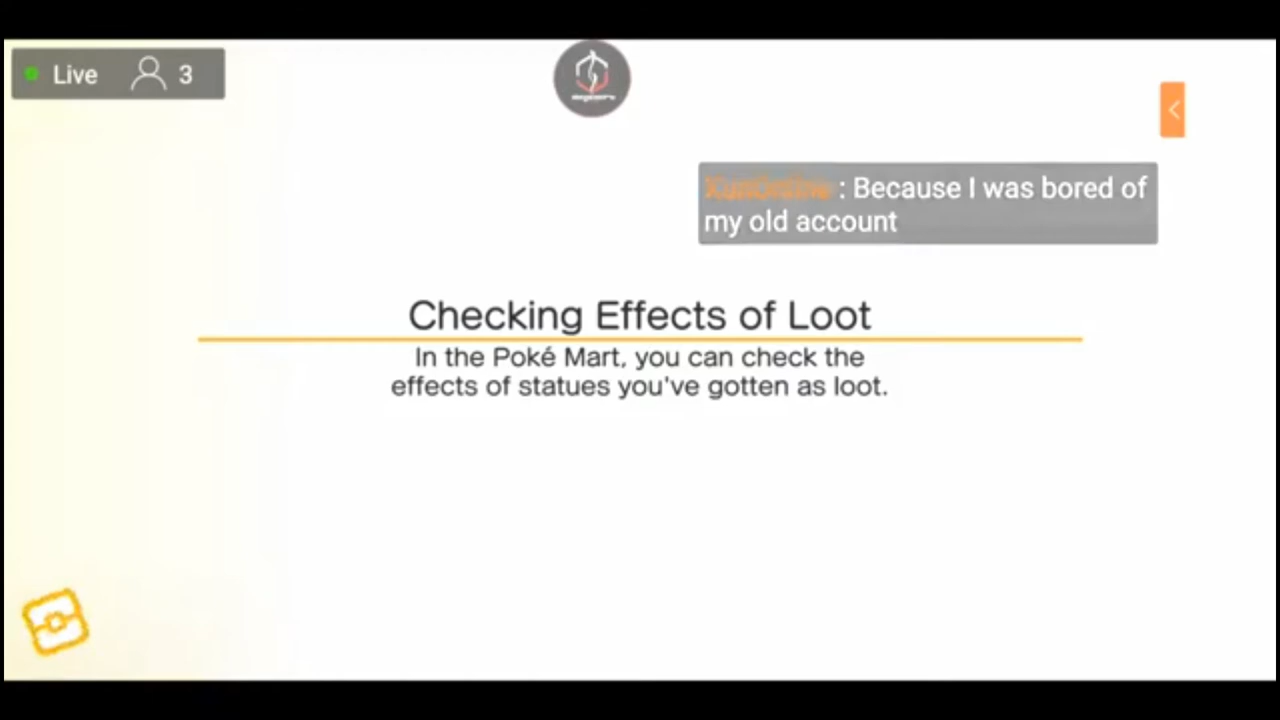 Live 3
: Because I was bored of
my old account
Checking Effects of Loot
In the Poké Mart, you can check the
effects of statues you've gotten as loot.